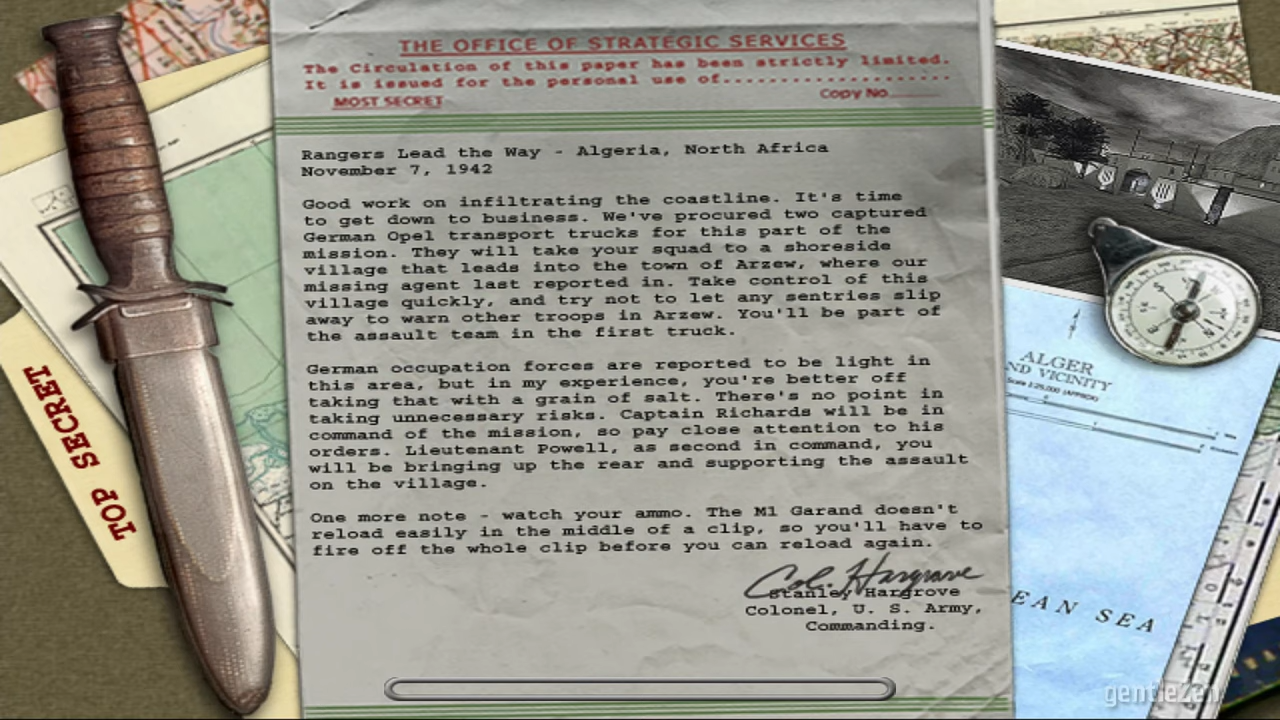 THE OFFICE OF STRATEGIC SERVICES
The Circulation of this paper has been strictly limited.
It is issued for the personal use of.....................
MOST SECRET
Copy No.
Rangers Lead the Way - Algeria, North Africa
November 7, 1942
Good work on infiltrating the coastline. It's time
to get down to business. We've procured two captured
German Opel transport trucks for this part of the
mission. They will take your squad to a shoreside
village that leads into the town of Arzew, where our
missing agent last reported in. Take control of this
village quickly, and try not to let any sentries slip
away to warn other troops in Arzew. You'll be part of
the assault team in the first truck.
German occupation forces are reported to be light in
this area, but in my experience, you're better off
taking that with a grain of salt. There's no point in
taking unnecessary risks. Captain Richards will be in
command of the mission, so pay close attention to his
orders. Lieutenant Powell, as second in command, you
will be bringing up the rear and supporting the assault
on the village.
One more note - watch your ammo. The M1 Garand doesn't
reload easily in the middle of a clip, so you'll have to
fire off the whole clip before you can reload again.
Col. Hargrove
Stanley Hargrove
Colonel, U. S. Army,
Commanding.
TOP SECRET
ALGER
ND VICINITY
Scale 1:25,000 (APPROX)
EAN SEA
gentleZen